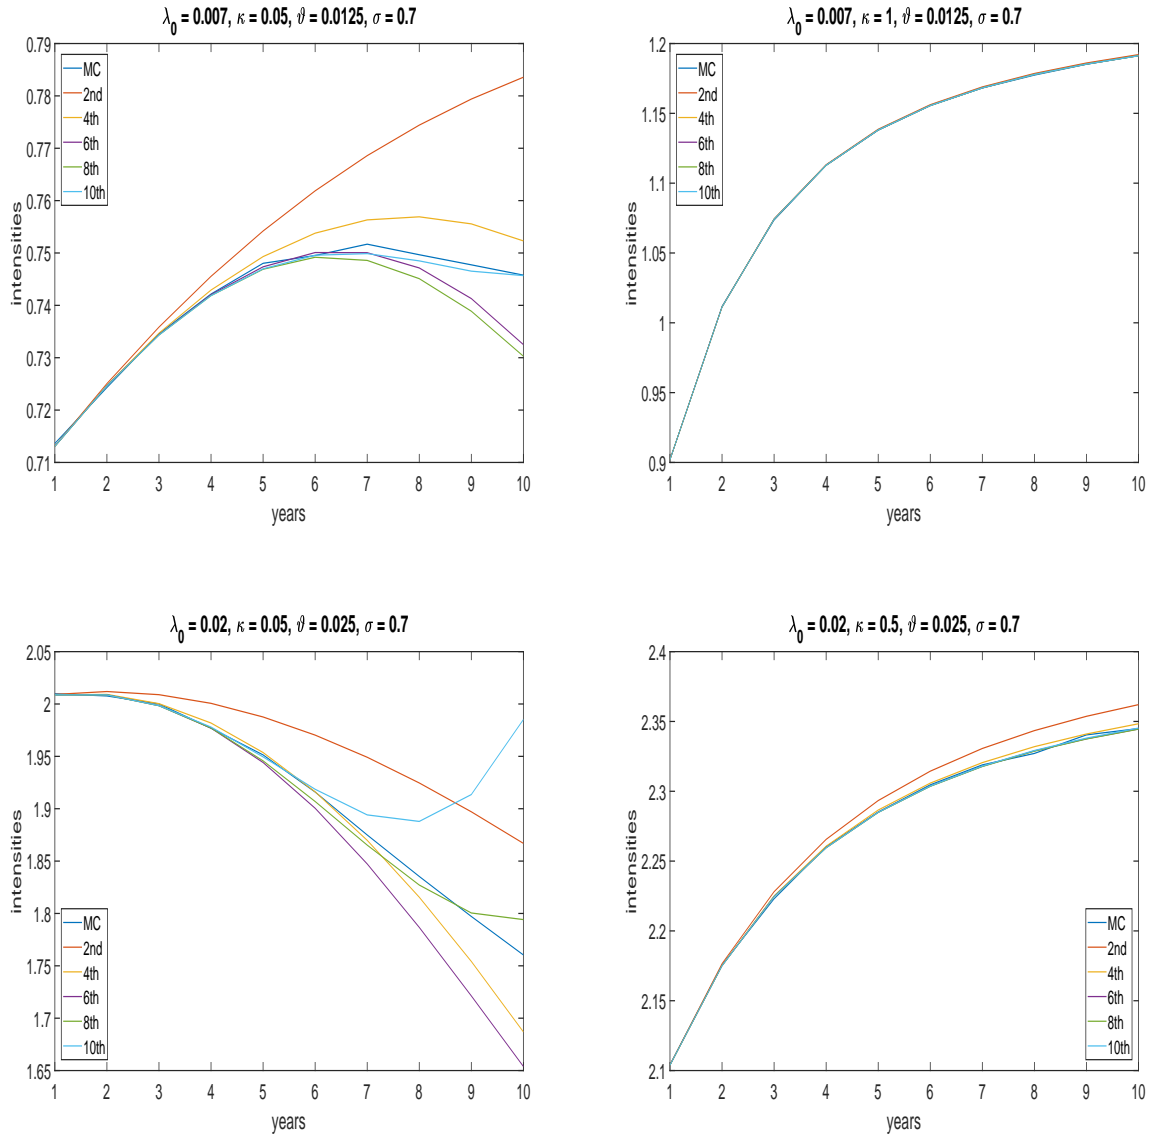 λ0 = 0.007, κ = 0.05, ϑ = 0.0125, σ = 0.7
0.79
0.78
0.77
0.76
0.75
0.74
0.73
0.72
0.71
intensities
MC
2nd
4th
6th
8th
10th
1 2 3 4 5 6 7 8 9 10
years
λ0 = 0.007, κ = 1, ϑ = 0.0125, σ = 0.7
1.2
1.15
1.1
1.05
1
0.95
0.9
intensities
MC
2nd
4th
6th
8th
10th
1 2 3 4 5 6 7 8 9 10
years
λ0 = 0.02, κ = 0.05, ϑ = 0.025, σ = 0.7
2.05
2
1.95
1.9
1.85
1.8
1.75
1.7
1.65
intensities
MC
2nd
4th
6th
8th
10th
1 2 3 4 5 6 7 8 9 10
years
λ0 = 0.02, κ = 0.5, ϑ = 0.025, σ = 0.7
2.4
2.35
2.3
2.25
2.2
2.15
2.1
intensities
MC
2nd
4th
6th
8th
10th
1 2 3 4 5 6 7 8 9 10
years